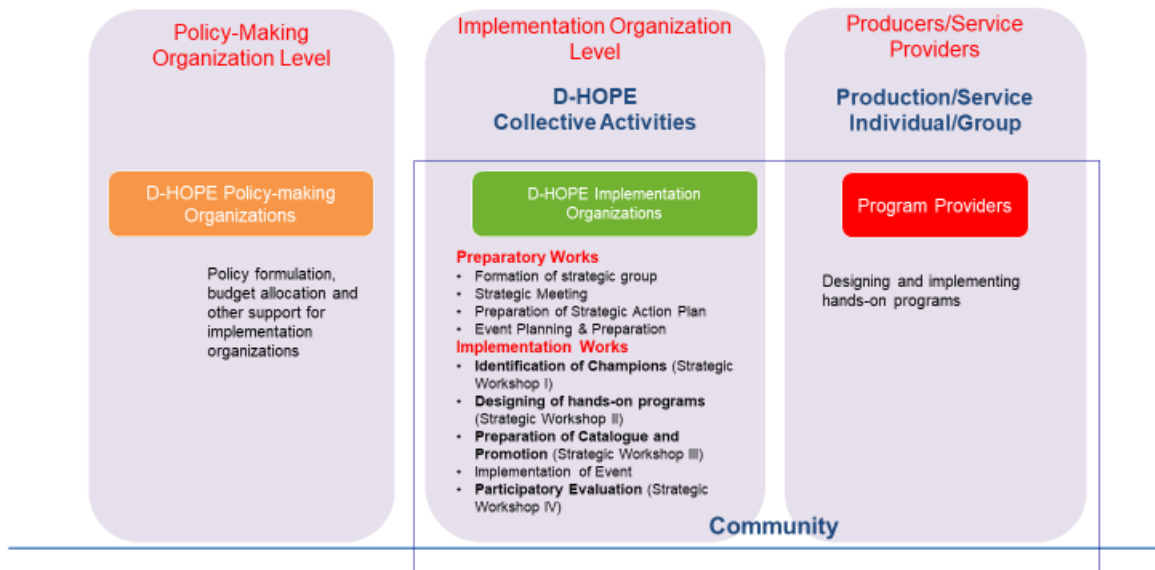 Policy-Making
Organization Level
D-HOPE Policy-making
Organizations
Policy formulation,
budget allocation and
other support for
implementation
organizations
Implementation Organization
Level
D-HOPE
Collective Activities
D-HOPE Implementation
Organizations
Preparatory Works
• Formation of strategic group
• Strategic Meeting
• Preparation of Strategic Action Plan
• Event Planning & Preparation
Implementation Works
• Identification of Champions (Strategic
Workshop I)
• Designing of hands-on programs
(Strategic Workshop II)
• Preparation of Catalogue and
Promotion (Strategic Workshop III)
• Implementation of Event
• Participatory Evaluation (Strategic
Workshop IV)
Producers/Service
Providers
Production/Service
Individual/Group
Program Providers
Designing and implementing
hands-on programs
Community